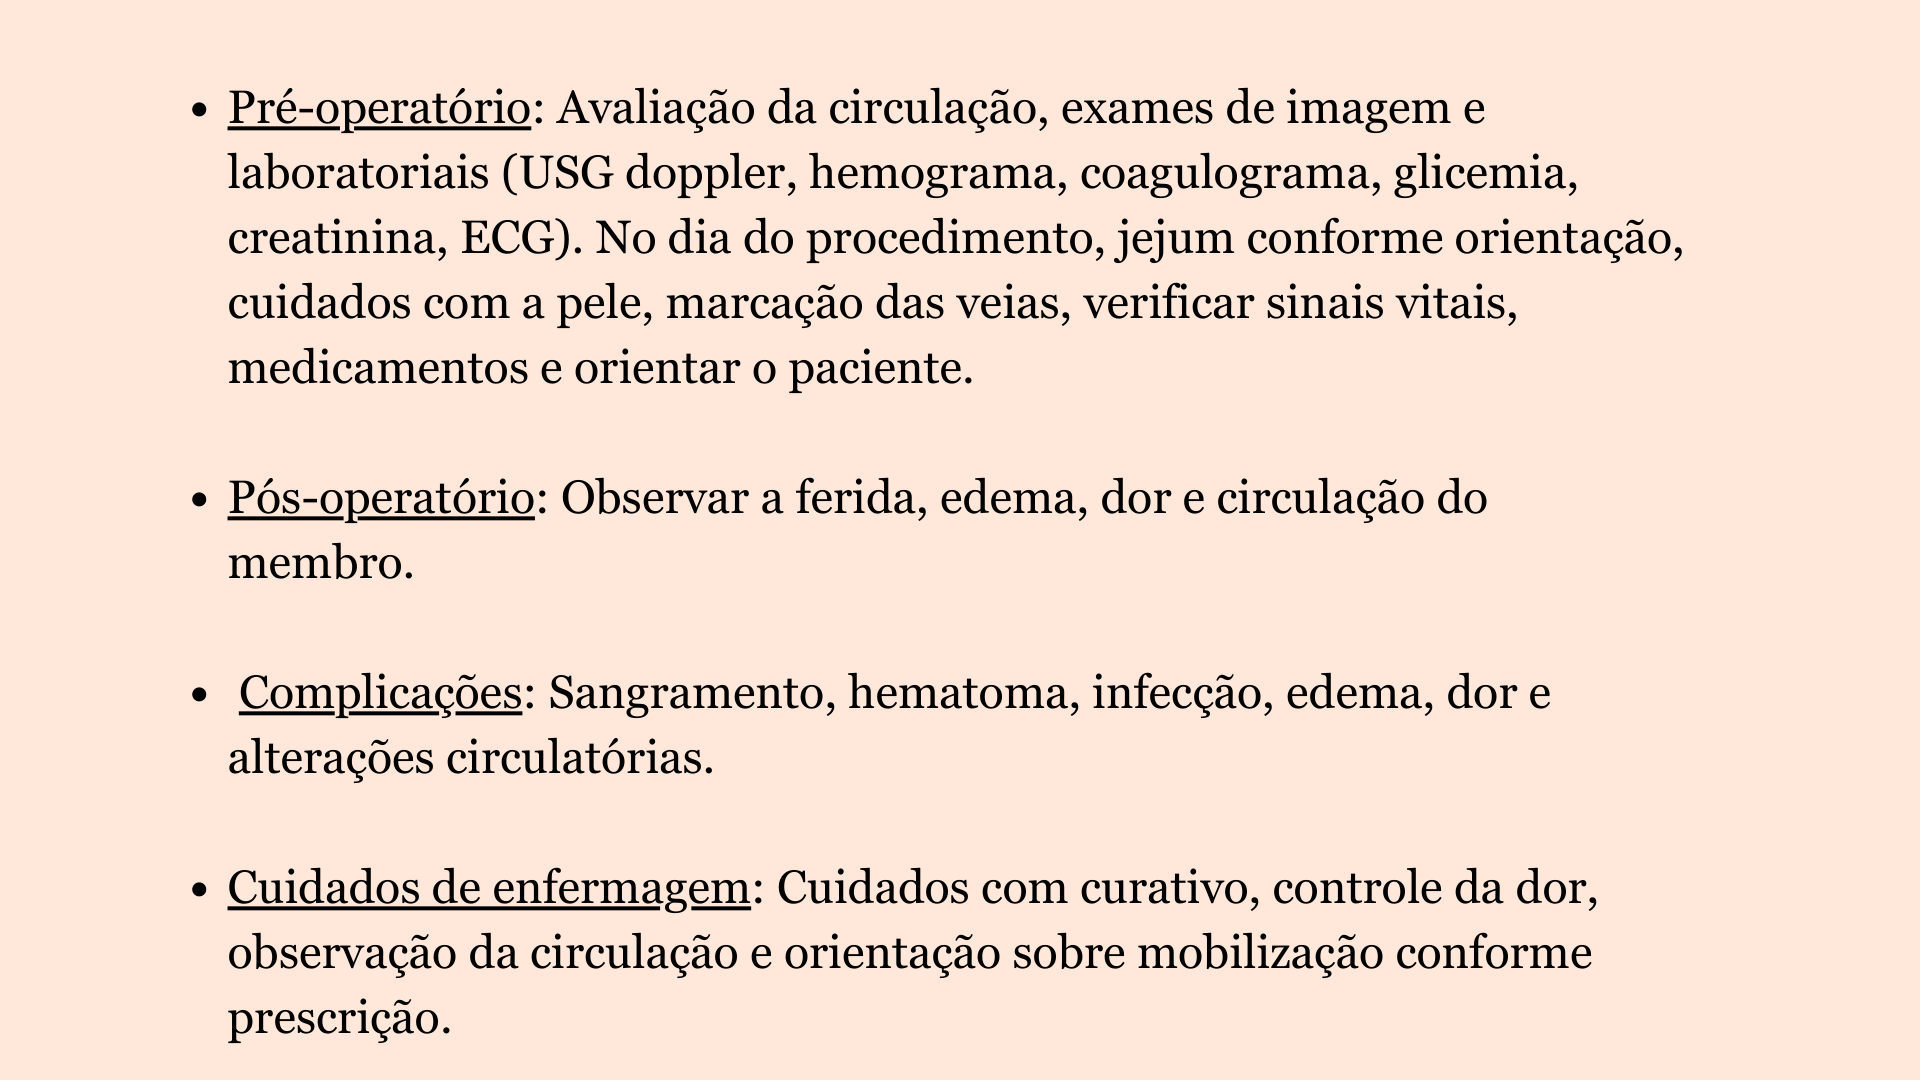 • Pré-operatório: Avaliação da circulação, exames de imagem e
laboratoriais (USG doppler, hemograma, coagulograma, glicemia,
creatinina, ECG). No dia do procedimento, jejum conforme orientação,
cuidados com a pele, marcação das veias, verificar sinais vitais,
medicamentos e orientar o paciente.
• Pós-operatório: Observar a ferida, edema, dor e circulação do
membro.
• Complicações: Sangramento, hematoma, infecção, edema, dor e
alterações circulatórias.
• Cuidados de enfermagem: Cuidados com curativo, controle da dor,
observação da circulação e orientação sobre mobilização conforme
prescrição.